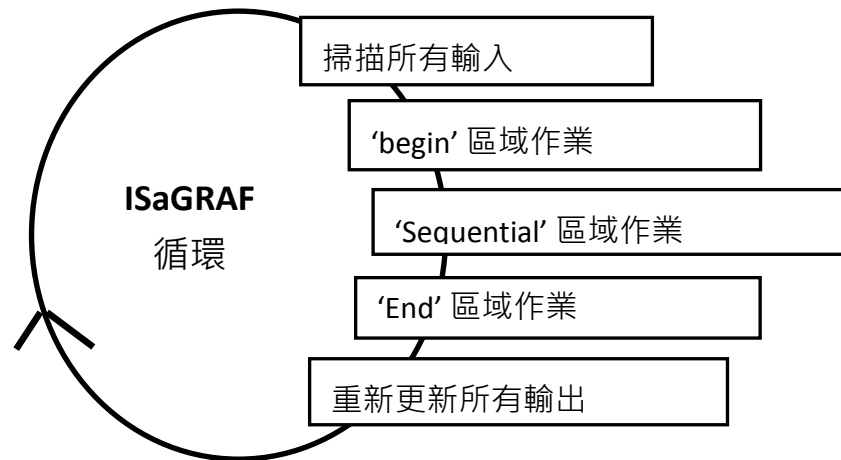 掃描所有輸入
‘begin’ 區域作業
ISaGRAF
循環
‘Sequential’ 區域作業
‘End’ 區域作業
重新更新所有輸出